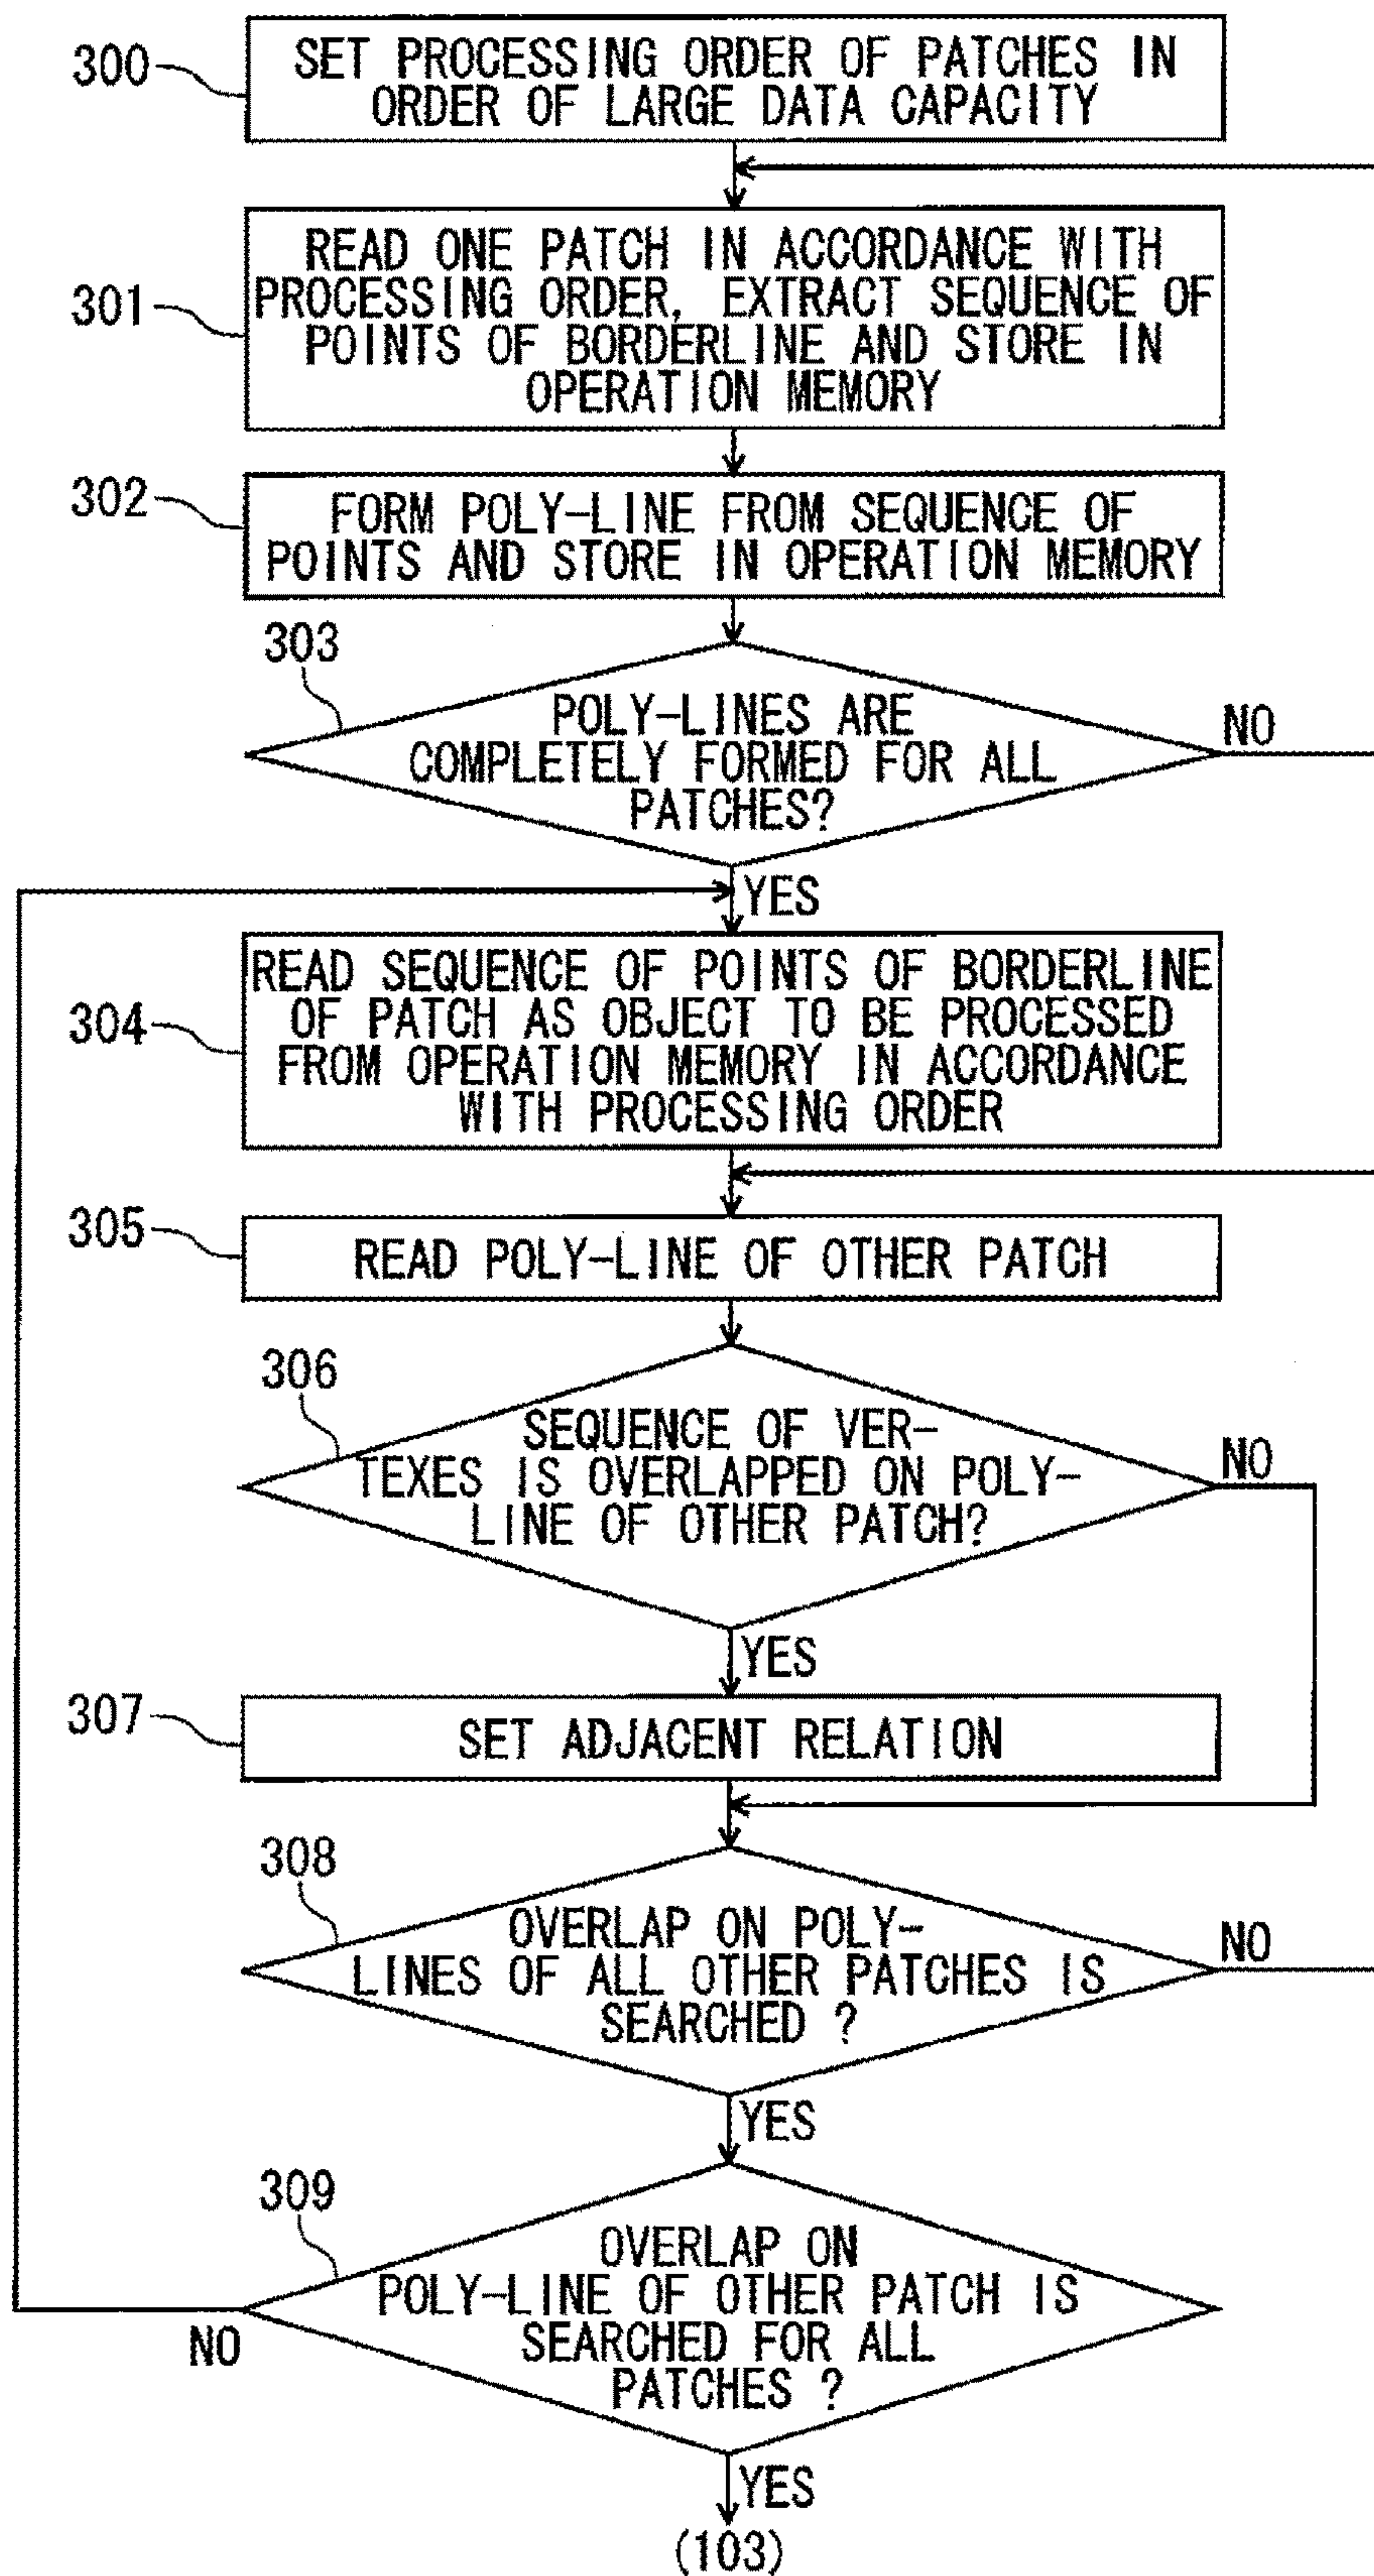 300
SET PROCESSING ORDER OF PATCHES IN
ORDER OF LARGE DATA CAPACITY
301
READ ONE PATCH IN ACCORDANCE WITH
PROCESSING ORDER, EXTRACT SEQUENCE OF
POINTS OF BORDERLINE AND STORE IN
OPERATION MEMORY
302
FORM POLY-LINE FROM SEQUENCE OF
POINTS AND STORE IN OPERATION MEMORY
303
POLY-LINES ARE
COMPLETELY FORMED FOR ALL
PATCHES?
NO
YES
304
READ SEQUENCE OF POINTS OF BORDERLINE
OF PATCH AS OBJECT TO BE PROCESSED
FROM OPERATION MEMORY IN ACCORDANCE
WITH PROCESSING ORDER
305
READ POLY-LINE OF OTHER PATCH
306
SEQUENCE OF VER-
TEXES IS OVERLAPPED ON POLY-
LINE OF OTHER PATCH?
NO
YES
307
SET ADJACENT RELATION
308
OVERLAP ON POLY-
LINES OF ALL OTHER PATCHES IS
SEARCHED ?
NO
YES
309
OVERLAP ON
POLY-LINE OF OTHER PATCH IS
SEARCHED FOR ALL
PATCHES ?
NO
YES
(103)